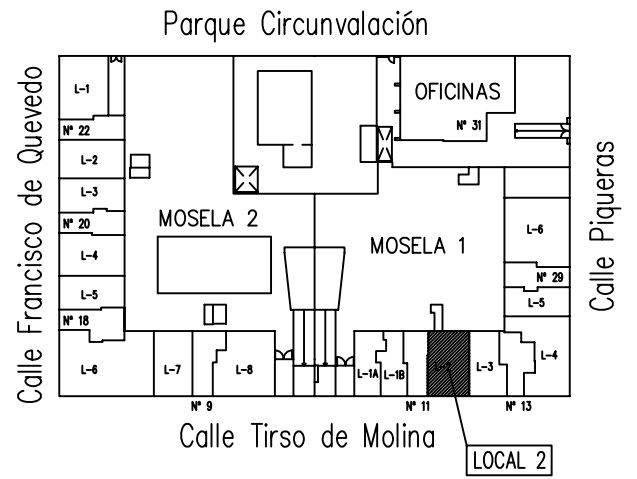 Parque Circunvalación
Calle Francisco de Quevedo
Calle Piqueras
L-1
OFICINAS
Nº 22
Nº 31
L-2
L-3
MOSELA 2
L-6
Nº 20
MOSELA 1
L-4
Nº 29
L-5
L-5
Nº 18
L-4
L-6
L-7
L-8
L-1A
L-1B
L-2
L-3
Nº 9
Nº 11
Nº 13
Calle Tirso de Molina
LOCAL 2